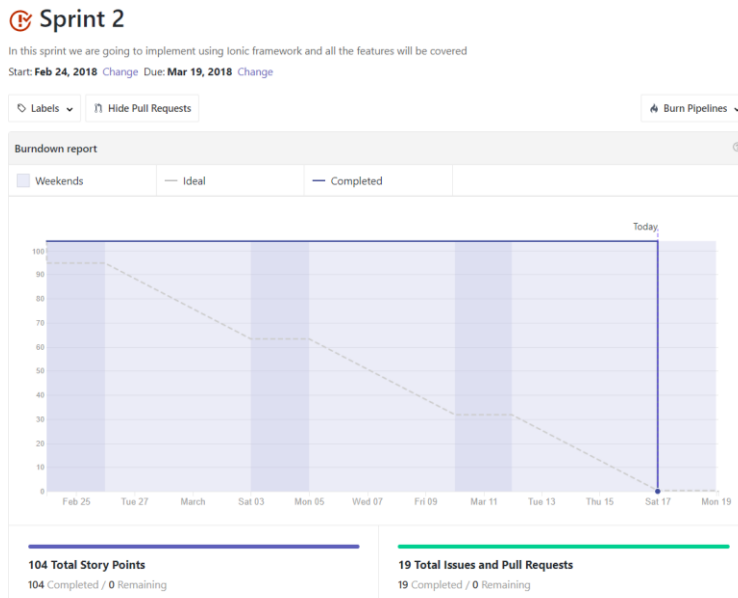 Sprint 2
In this sprint we are going to implement using Ionic framework and all the features will be covered
Start: Feb 24, 2018 Change Due: Mar 19, 2018 Change
Labels Hide Pull Requests Burn Pipelines
Burndown report
Weekends Ideal Completed
Today
100
90
80
70
60
50
40
30
20
10
0
Feb 25 Tue 27 March Sat 03 Mon 05 Wed 07 Fri 09 Mar 11 Tue 13 Thu 15 Sat 17 Mon 19
104 Total Story Points 19 Total Issues and Pull Requests
104 Completed / 0 Remaining 19 Completed / 0 Remaining